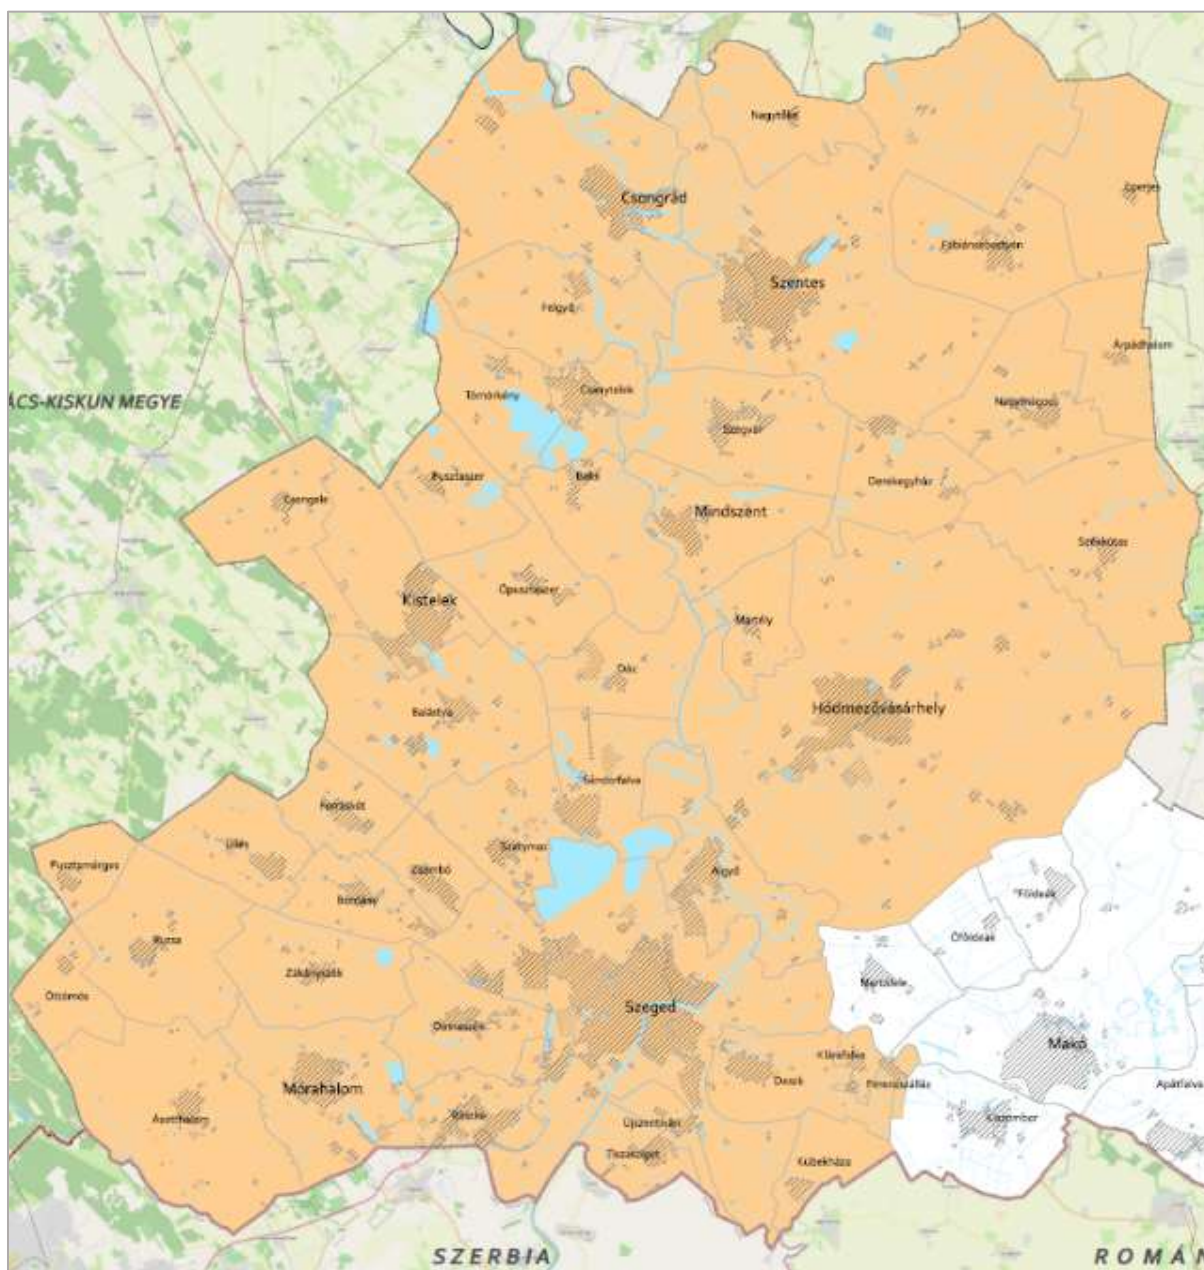 Nagytőke
Csongrád
Eperjes
Fábiánsebestyén
Szentes
Felgyő
Árpádhalom
Tömörkény
Csanytelek
ÁCS-KISKUN MEGYE
Nagymágocs
Szegvár
Pusztaszer
Baks
Derekegyház
Csengele
Mindszent
Székkutas
Ópusztaszer
Kistelek
Mártély
Dóc
Balástya
Hódmezővásárhely
Sándorfalva
Forráskút
Üllés
Szatymaz
Pusztamérges
Zsombó
Algyő
Bordány
Földeák
Ruzsa
Óföldeák
Zákányszék
Maroslele
Öttömös
Szeged
Domaszék
Makó
Klárafalva
Deszk
Mórahalom
Ferencszállás
Apátfalva
Ásotthalom
Röszke
Újszentiván
Kiszombor
Tiszasziget
Kübekháza
SZERBIA
ROMÁN